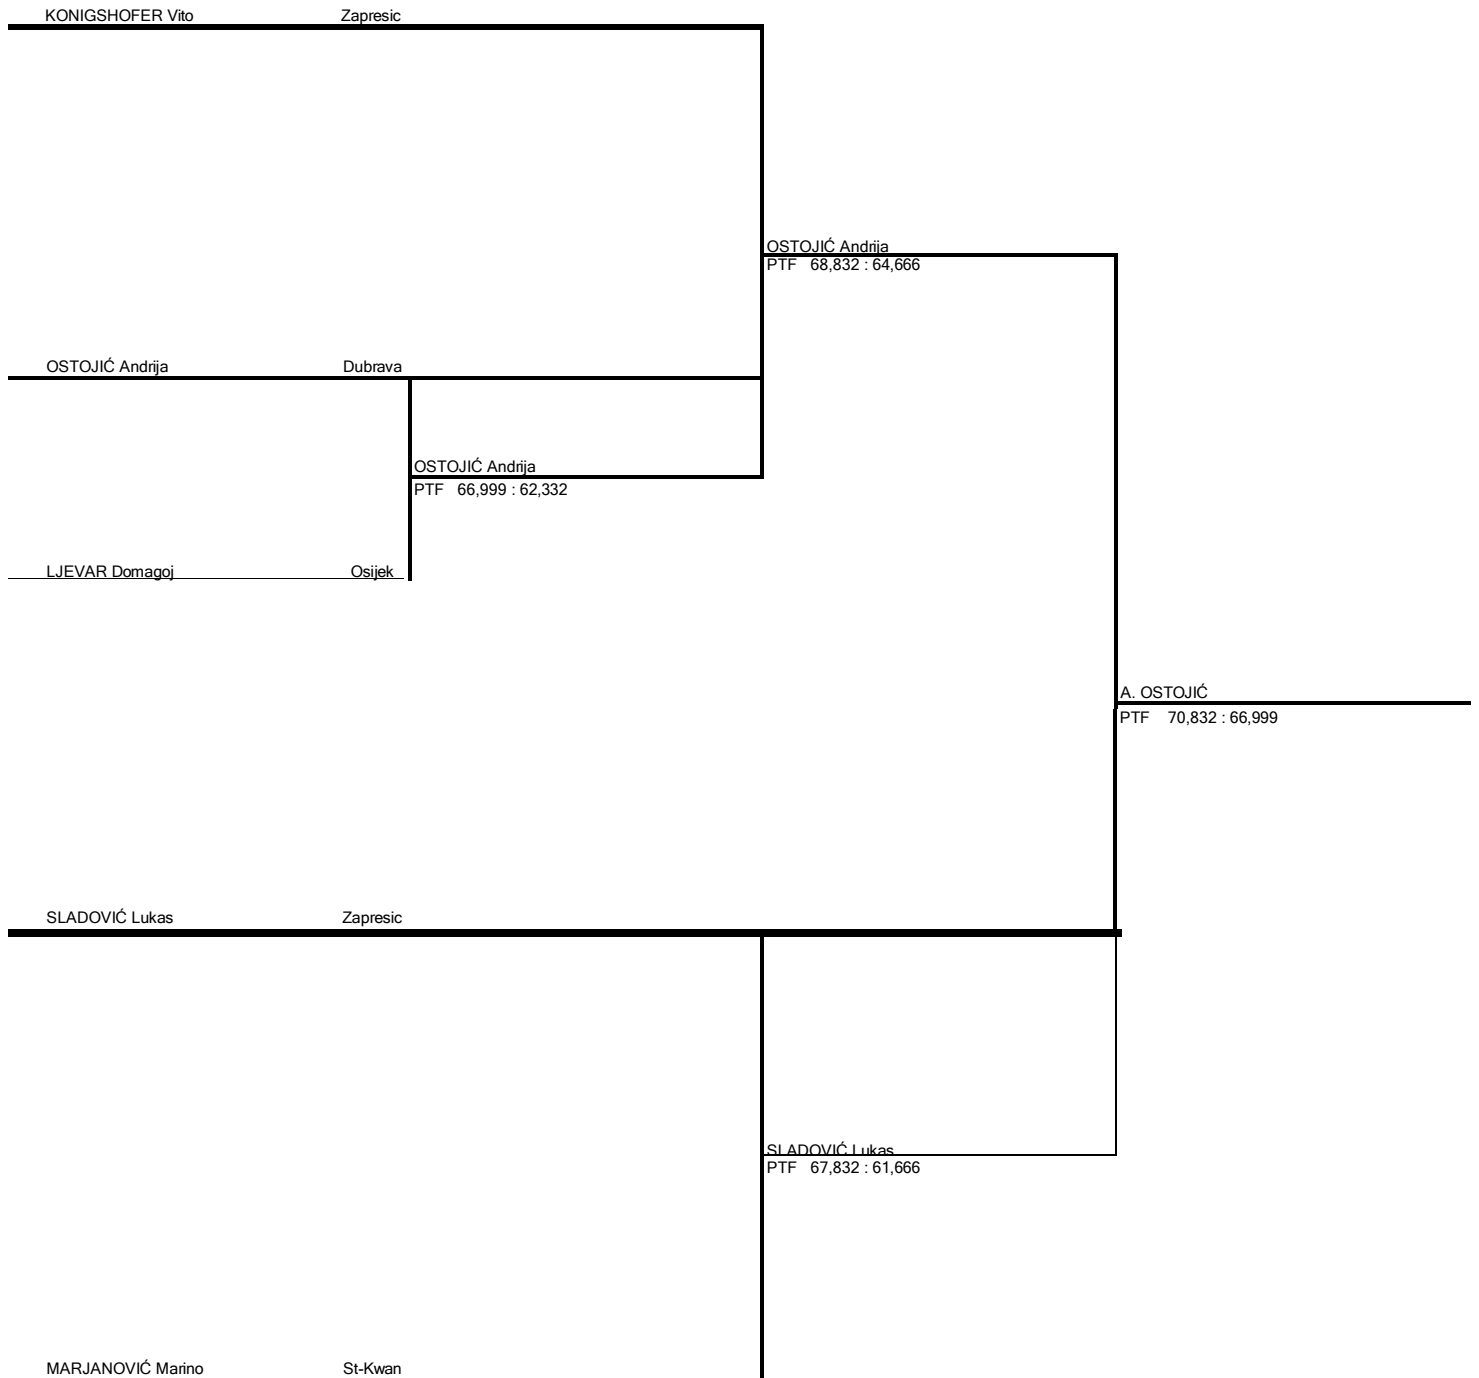 KONIGSHOFER Vito Zapresic
OSTOJIĆ Andrija
PTF 68,832 : 64,666
OSTOJIĆ Andrija Dubrava
OSTOJIĆ Andrija
PTF 66,999 : 62,332
LJEVAR Domagoj Osijek
A. OSTOJIĆ
PTF 70,832 : 66,999
SLADOVIĆ Lukas Zapresic
SLADOVIĆ Lukas
PTF 67,832 : 61,666
MARJANOVIĆ Marino St-Kwan